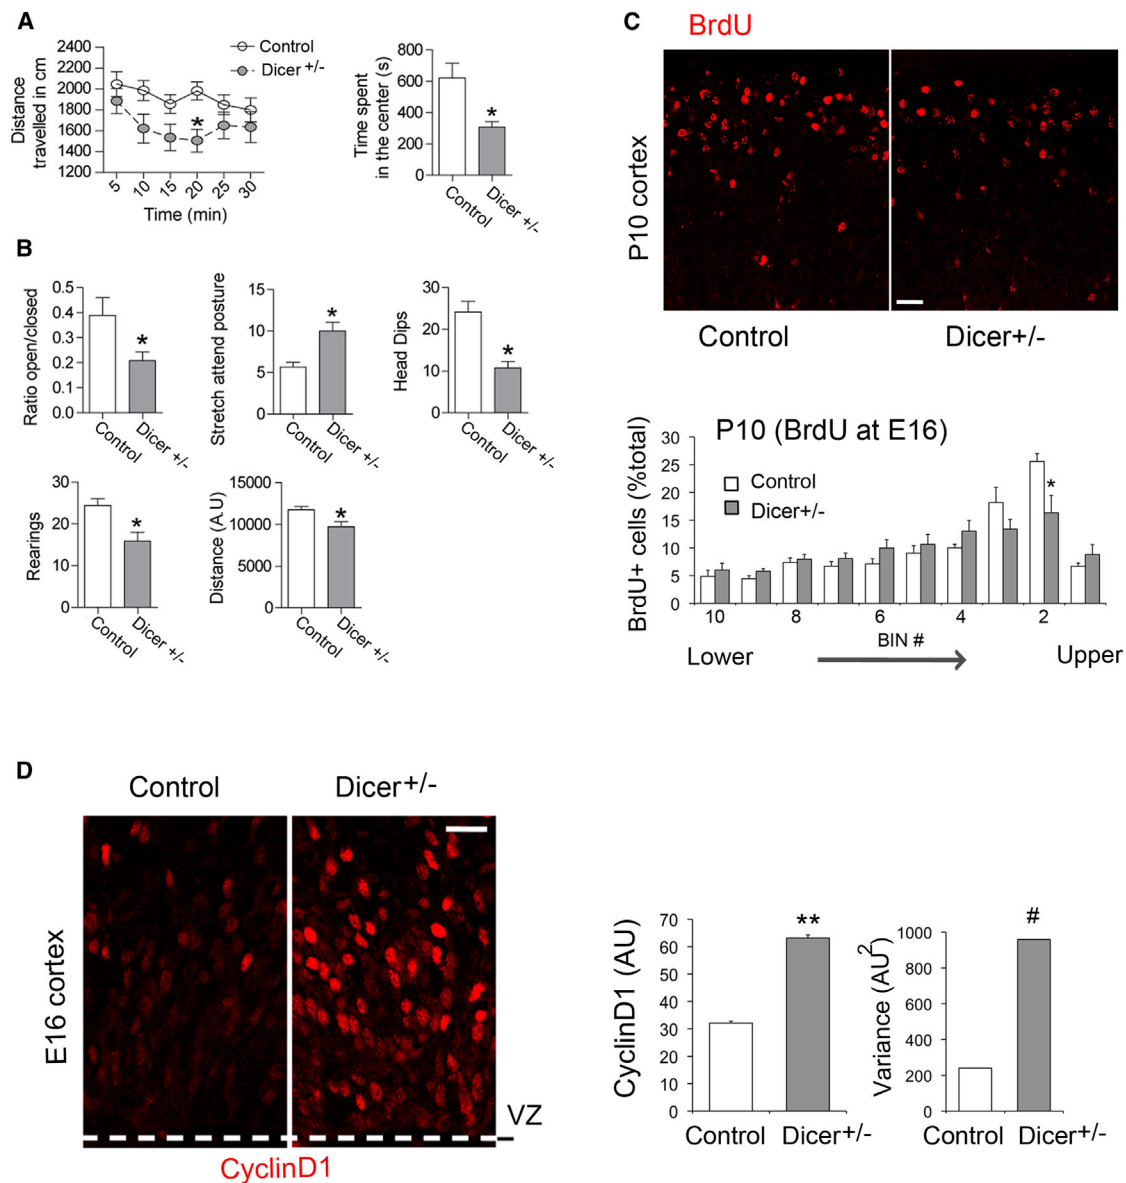 A
Distance
travelled in cm
2400
2200
2000
1800
1600
1400
1200
Control
Dicer +/-
*
5 10 15 20 25 30
Time (min)
Time spent
in the center (s)
800
600
400
200
0
*
Control
Dicer +/-
B
Ratio open/closed
0.5
0.4
0.3
0.2
0.1
0.0
*
Control
Dicer +/-
Stretch attend posture
15
10
5
0
*
Control
Dicer +/-
Head Dips
30
20
10
0
*
Control
Dicer +/-
Rearings
30
20
10
0
*
Control
Dicer +/-
Distance (A.U)
15000
10000
5000
0
*
Control
Dicer +/-
C
BrdU
P10 cortex
Control Dicer+/-
P10 (BrdU at E16)
BrdU+ cells (%total)
30
25
20
15
10
5
0
Control
Dicer+/-
*
10 8 6 4 2
BIN #
Lower Upper
D
Control Dicer+/-
E16 cortex
VZ
CyclinD1
CyclinD1 (AU)
70
60
50
40
30
20
10
0
**
Control Dicer+/-
Variance (AU2)
1000
800
600
400
200
0
#
Control Dicer+/-